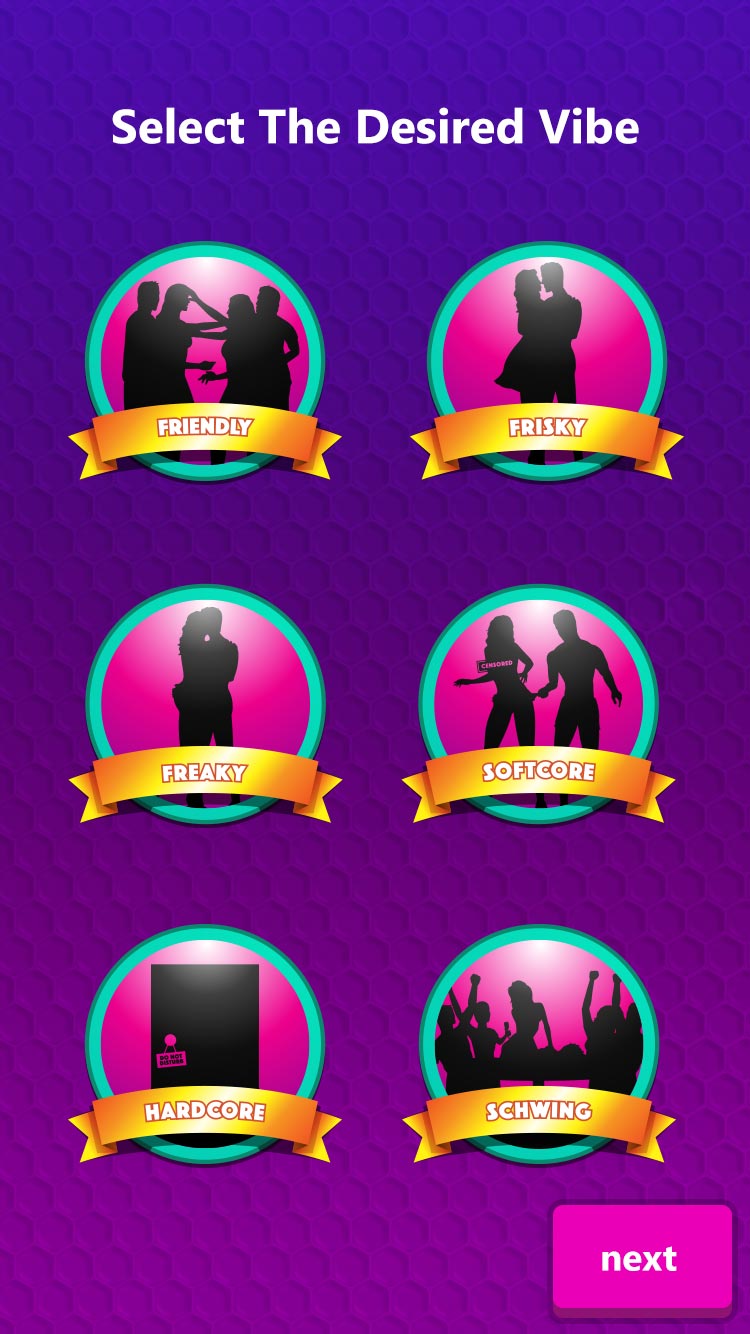 Select The Desired Vibe
FRIENDLY
FRISKY
FREAKY
CENSORED
SOFTCORE
DO NOT
DISTURB
HARDCORE
SCHWING
next